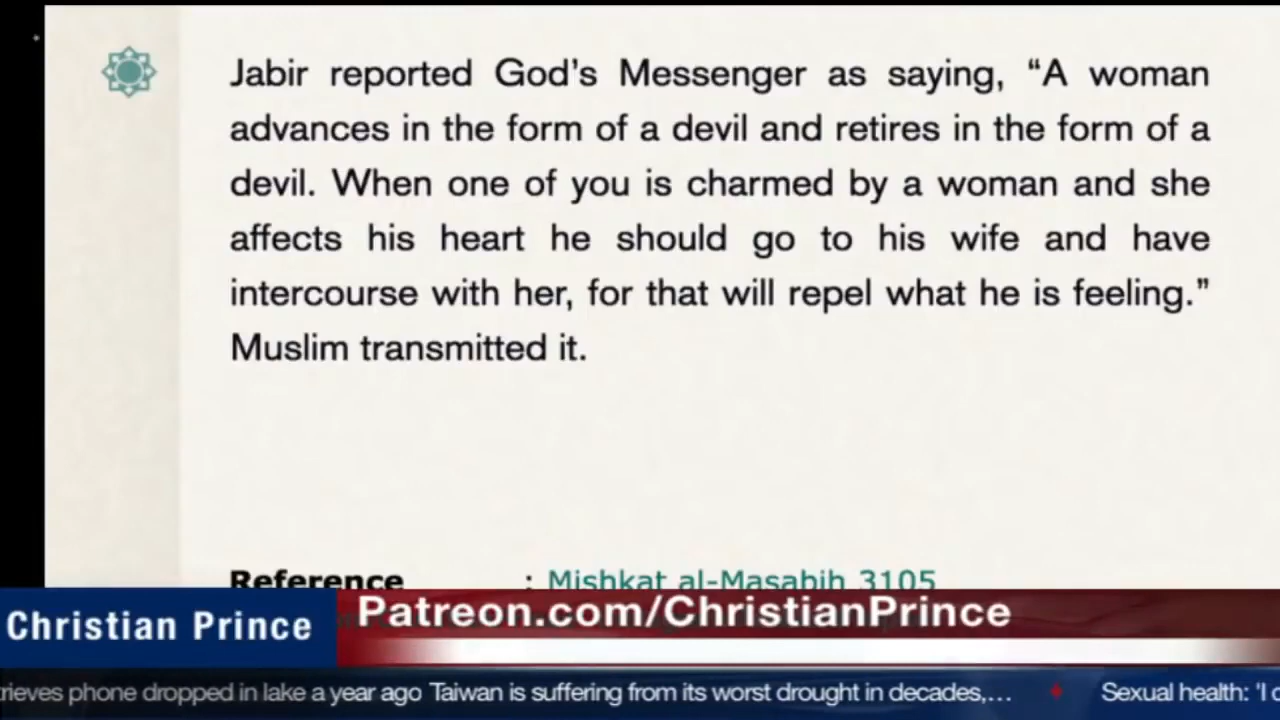 Jabir reported God’s Messenger as saying, “A woman
advances in the form of a devil and retires in the form of a
devil. When one of you is charmed by a woman and she
affects his heart he should go to his wife and have
intercourse with her, for that will repel what he is feeling.”
Muslim transmitted it.
Reference : Mishkat al-Masabih 3105
Christian Prince
Patreon.com/ChristianPrince
rieves phone dropped in lake a year ago Taiwan is suffering from its worst drought in decades,... Sexual health: 'I